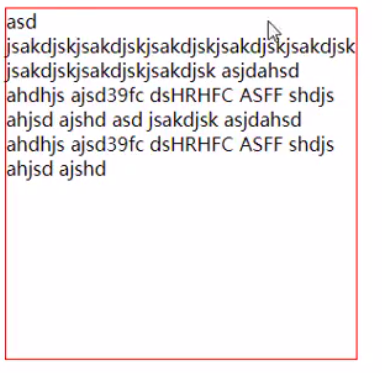 asd
jsakdjskjsakdjskjsakdjskjsakdjskjsakdjsk
jsakdjskjsakdjskjsakdjsk asjdahsd
ahdhjs ajsd39fc dsHRHFC ASFF shdjs
ahjsd ajshd asd jsakdjsk asjdahsd
ahdhjs ajsd39fc dsHRHFC ASFF shdjs
ahjsd ajshd